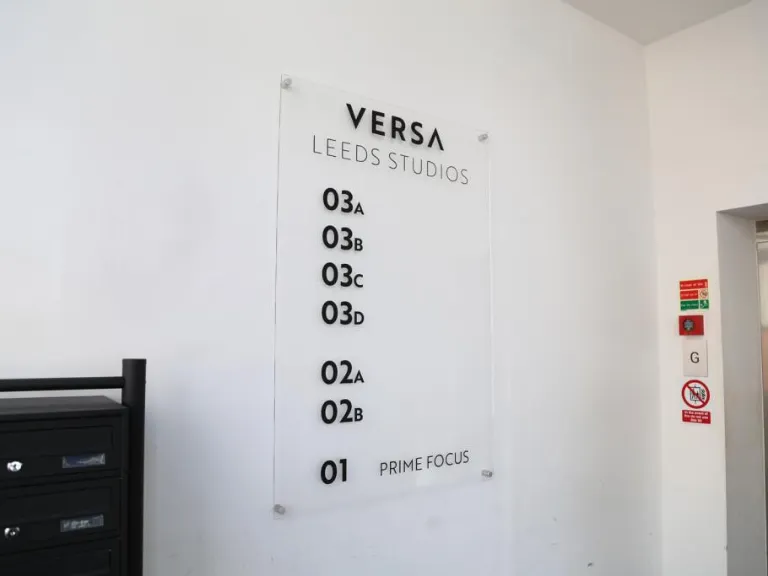 VERSA
LEEDS STUDIOS
03A
03B
03C
03D
02A
02B
01 PRIME FOCUS
G